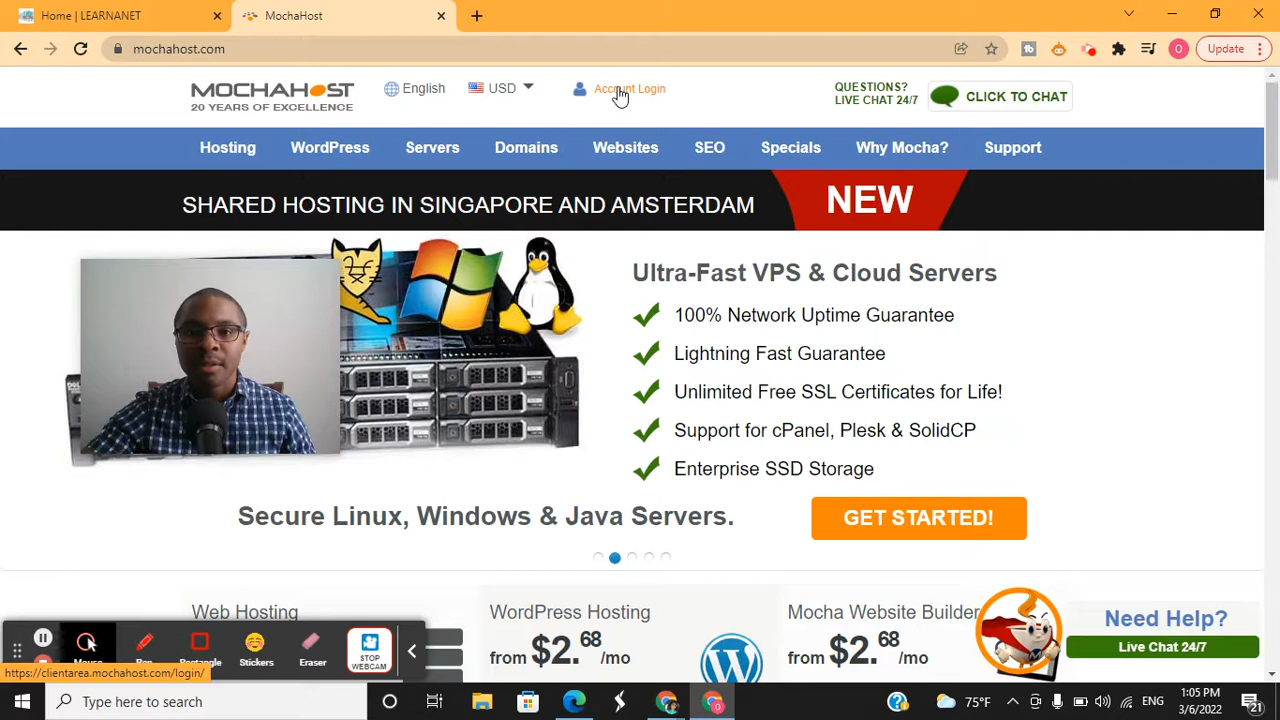 Home | LEARNANET
MochaHost
mochahost.com
Update
MOCHAHOST
20 YEARS OF EXCELLENCE
English
USD
Account Login
QUESTIONS?
LIVE CHAT 24/7
CLICK TO CHAT
Hosting WordPress Servers Domains Websites SEO Specials Why Mocha? Support
SHARED HOSTING IN SINGAPORE AND AMSTERDAM
NEW
Ultra-Fast VPS & Cloud Servers
100% Network Uptime Guarantee
Lightning Fast Guarantee
Unlimited Free SSL Certificates for Life!
Support for cPanel, Plesk & SolidCP
Enterprise SSD Storage
Secure Linux, Windows & Java Servers.
GET STARTED!
Web Hosting
WordPress Hosting
from $2.68 /mo
Mocha Website Builder
from $2.68 /mo
Need Help?
Live Chat 24/7
Mouse Pen Rectangle Stickers Eraser
STOP
WEBCAM
https://clientarea.mochahost.com/login/
Type here to search
75°F
ENG
1:05 PM
3/6/2022
21